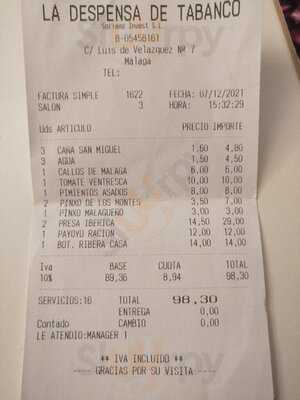 LA DESPENSA DE TABANCO
Soriano Invest S.L.
B-05456161
C/ Luis de Velazquez Nº 7
Malaga
TEL:
FACTURA SIMPLE 1622 FECHA: 07/12/2021
SALON 3 HORA: 15:32:29
Uds ARTICULO PRECIO IMPORTE
3 CAÑA SAN MIGUEL 1,60 4,80
3 AGUA 1,50 4,50
1 CALLOS DE MALAGA 6,00 6,00
1 TOMATE VENTRESCA 10,00 10,00
1 PIMIENTOS ASADOS 8,00 8,00
2 PINXO DE LOS MONTES 3,50 7,00
1 PINXO MALAGUEÑO 3,00 3,00
2 PRESA IBERICA 14,50 29,00
1 PAYOYO RACION 12,00 12,00
1 BOT. RIBERA CASA 14,00 14,00
Iva BASE CUOTA TOTAL
10% 89,36 8,94 98,30
SERVICIOS:16 TOTAL 98,30
ENTREGA 0,00
Contado CAMBIO 0,00
LE ATENDIO:MANAGER 1
** IVA INCLUIDO **
---- GRACIAS POR SU VISITA ----